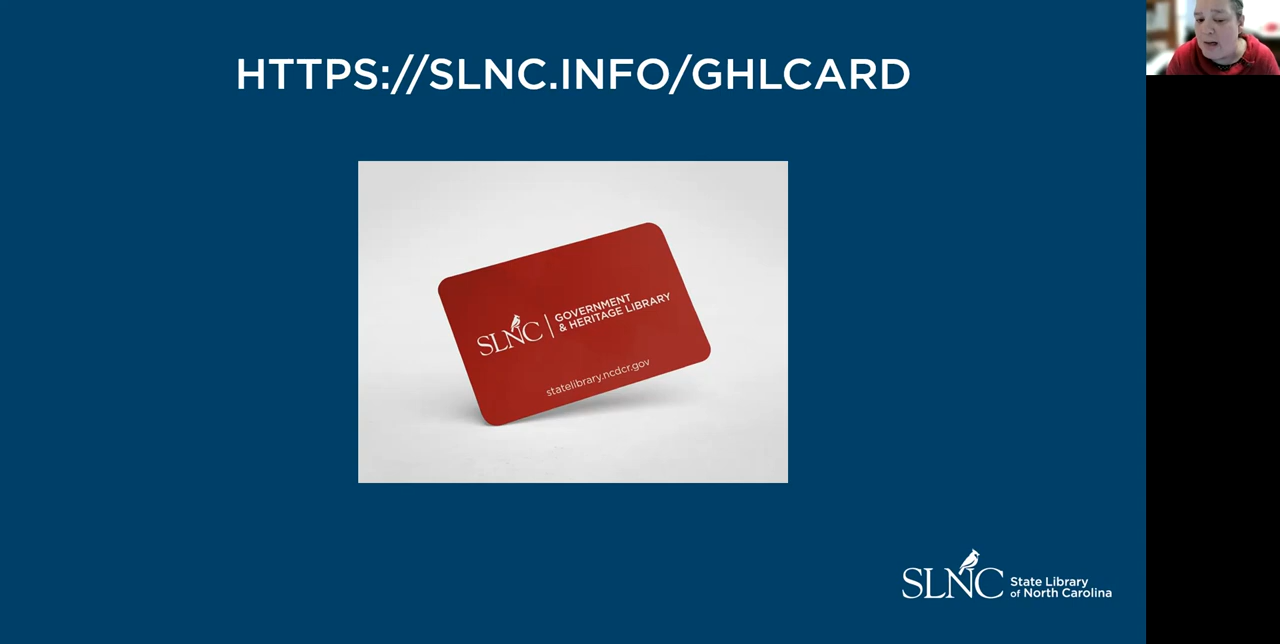 HTTPS://SLNC.INFO/GHLCARD
SLNC
GOVERNMENT
& HERITAGE LIBRARY
statelibrary.ncdcr.gov
SLNC
State Library
of North Carolina